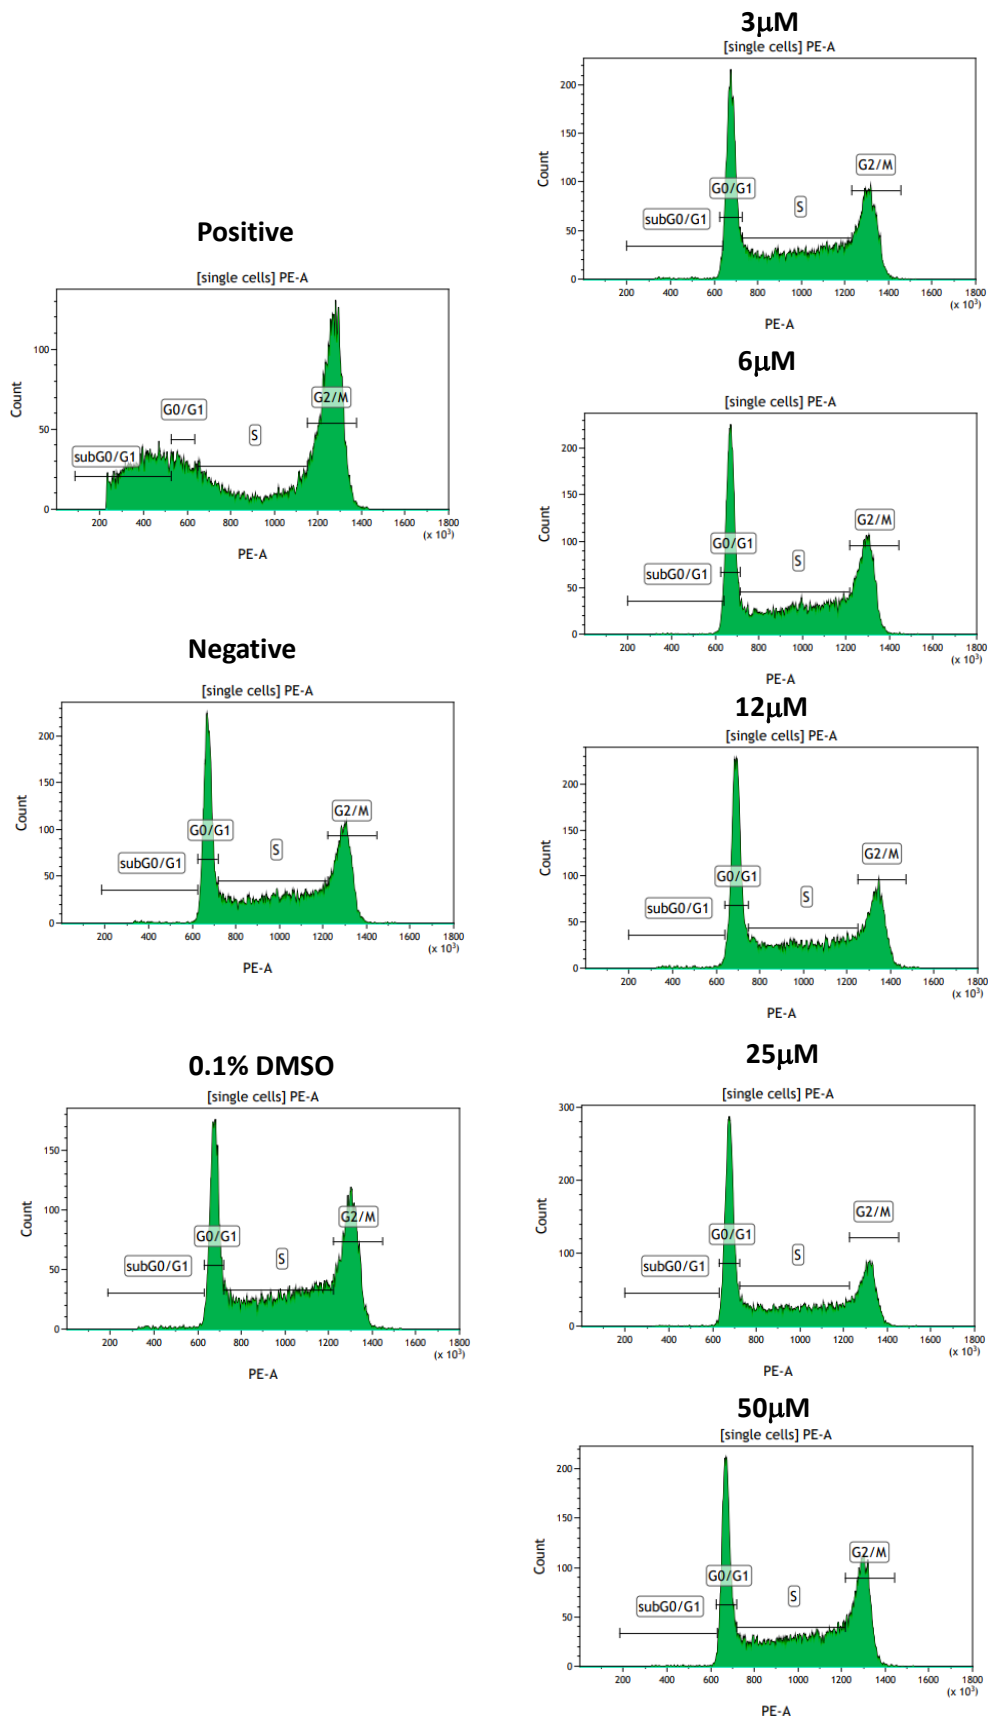 Positive
[single cells] PE-A
Count
100
50
0
subG0/G1
G0/G1
S
G2/M
200 400 600 800 1000 1200 1400 1600 1800
(x 10³)
PE-A
Negative
[single cells] PE-A
Count
200
150
100
50
0
subG0/G1
G0/G1
S
G2/M
200 400 600 800 1000 1200 1400 1600 1800
(x 10³)
PE-A
0.1% DMSO
[single cells] PE-A
Count
150
100
50
0
subG0/G1
G0/G1
S
G2/M
200 400 600 800 1000 1200 1400 1600 1800
(x 10³)
PE-A
3μM
[single cells] PE-A
Count
200
150
100
50
0
subG0/G1
G0/G1
S
G2/M
200 400 600 800 1000 1200 1400 1600 1800
(x 10³)
PE-A
6μM
[single cells] PE-A
Count
200
150
100
50
0
subG0/G1
G0/G1
S
G2/M
200 400 600 800 1000 1200 1400 1600 1800
(x 10³)
PE-A
12μM
[single cells] PE-A
Count
200
150
100
50
0
subG0/G1
G0/G1
S
G2/M
200 400 600 800 1000 1200 1400 1600 1800
(x 10³)
PE-A
25μM
[single cells] PE-A
Count
300
200
100
0
subG0/G1
G0/G1
S
G2/M
200 400 600 800 1000 1200 1400 1600 1800
(x 10³)
PE-A
50μM
[single cells] PE-A
Count
200
150
100
50
0
subG0/G1
G0/G1
S
G2/M
200 400 600 800 1000 1200 1400 1600 1800
(x 10³)
PE-A